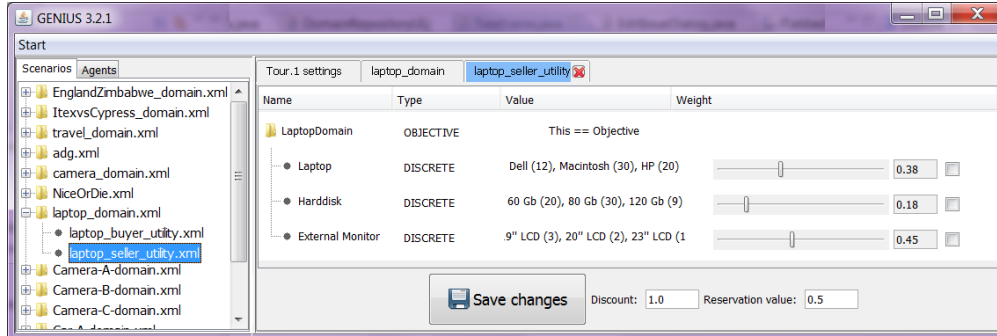 GENIUS 3.2.1
Start
Scenarios Agents
EnglandZimbabwe_domain.xml
ItexvsCypress_domain.xml
travel_domain.xml
adg.xml
camera_domain.xml
NiceOrDie.xml
laptop_domain.xml
laptop_buyer_utility.xml
laptop_seller_utility.xml
Camera-A-domain.xml
Camera-B-domain.xml
Camera-C-domain.xml
Tour.1 settings laptop_domain laptop_seller_utility
Name Type Value Weight
LaptopDomain OBJECTIVE This == Objective
Laptop DISCRETE Dell (12), Macintosh (30), HP (20) 0.38
Harddisk DISCRETE 60 Gb (20), 80 Gb (30), 120 Gb (9) 0.18
External Monitor DISCRETE .9" LCD (3), 20" LCD (2), 23" LCD (1 0.45
Save changes Discount: 1.0 Reservation value: 0.5